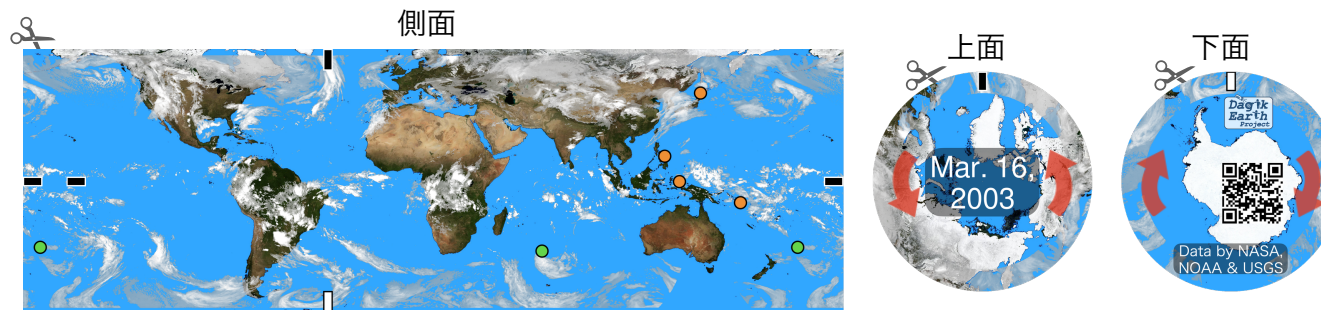 側面
上面
Mar. 16,
2003
下面
Dagik
Earth
Project
Data by NASA,
NOAA & USGS